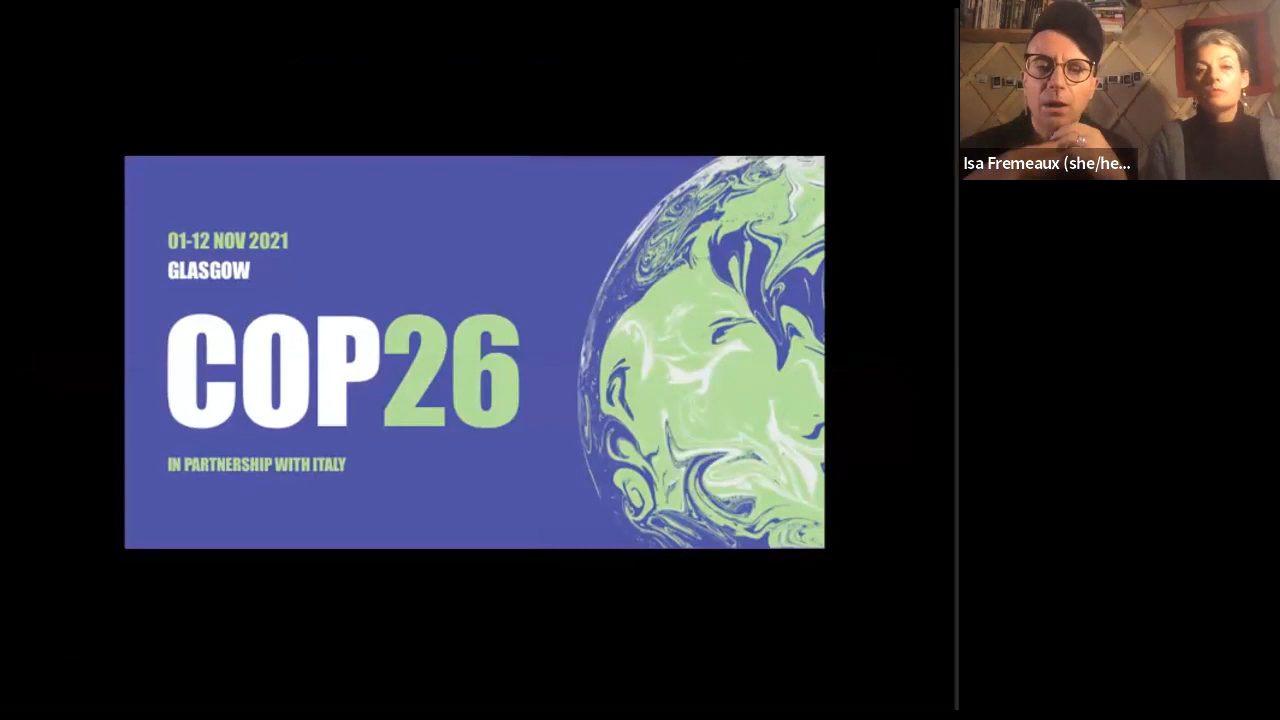 01-12 NOV 2021
GLASGOW
COP26
IN PARTNERSHIP WITH ITALY
Isa Fremeaux (she/he...